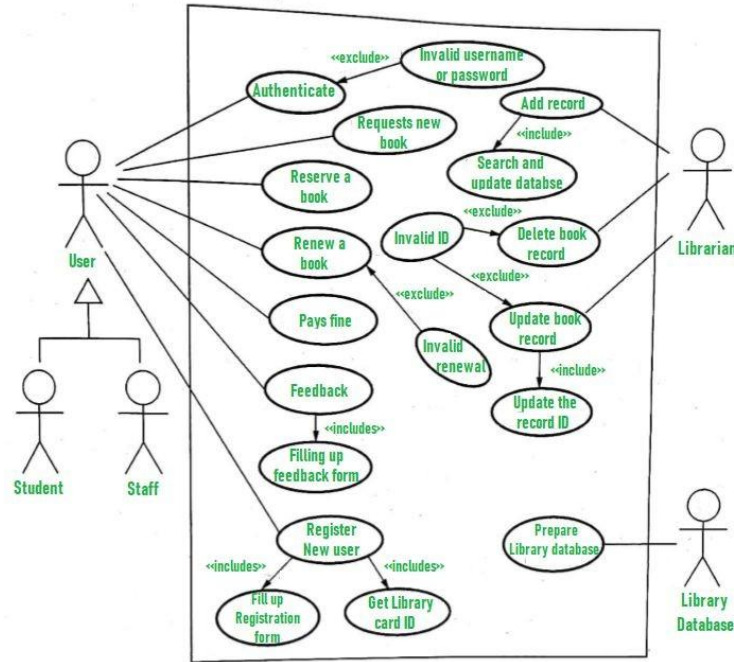 <<exclude>>
Invalid username
or password
Authenticate
Add record
Requests new
book
<<include>>
Search and
update databse
Reserve a
book
<<exclude>>
Invalid ID
Delete book
record
Renew a
book
User
Librarian
<<exclude>>
<<exclude>>
Pays fine
Update book
record
Invalid
renewal
<<include>>
Feedback
Update the
record ID
<<includes>>
Filling up
feedback form
Student
Staff
Register
New user
Prepare
Library database
<<includes>>
<<includes>>
Fill up
Registration
form
Get Library
card ID
Library
Database